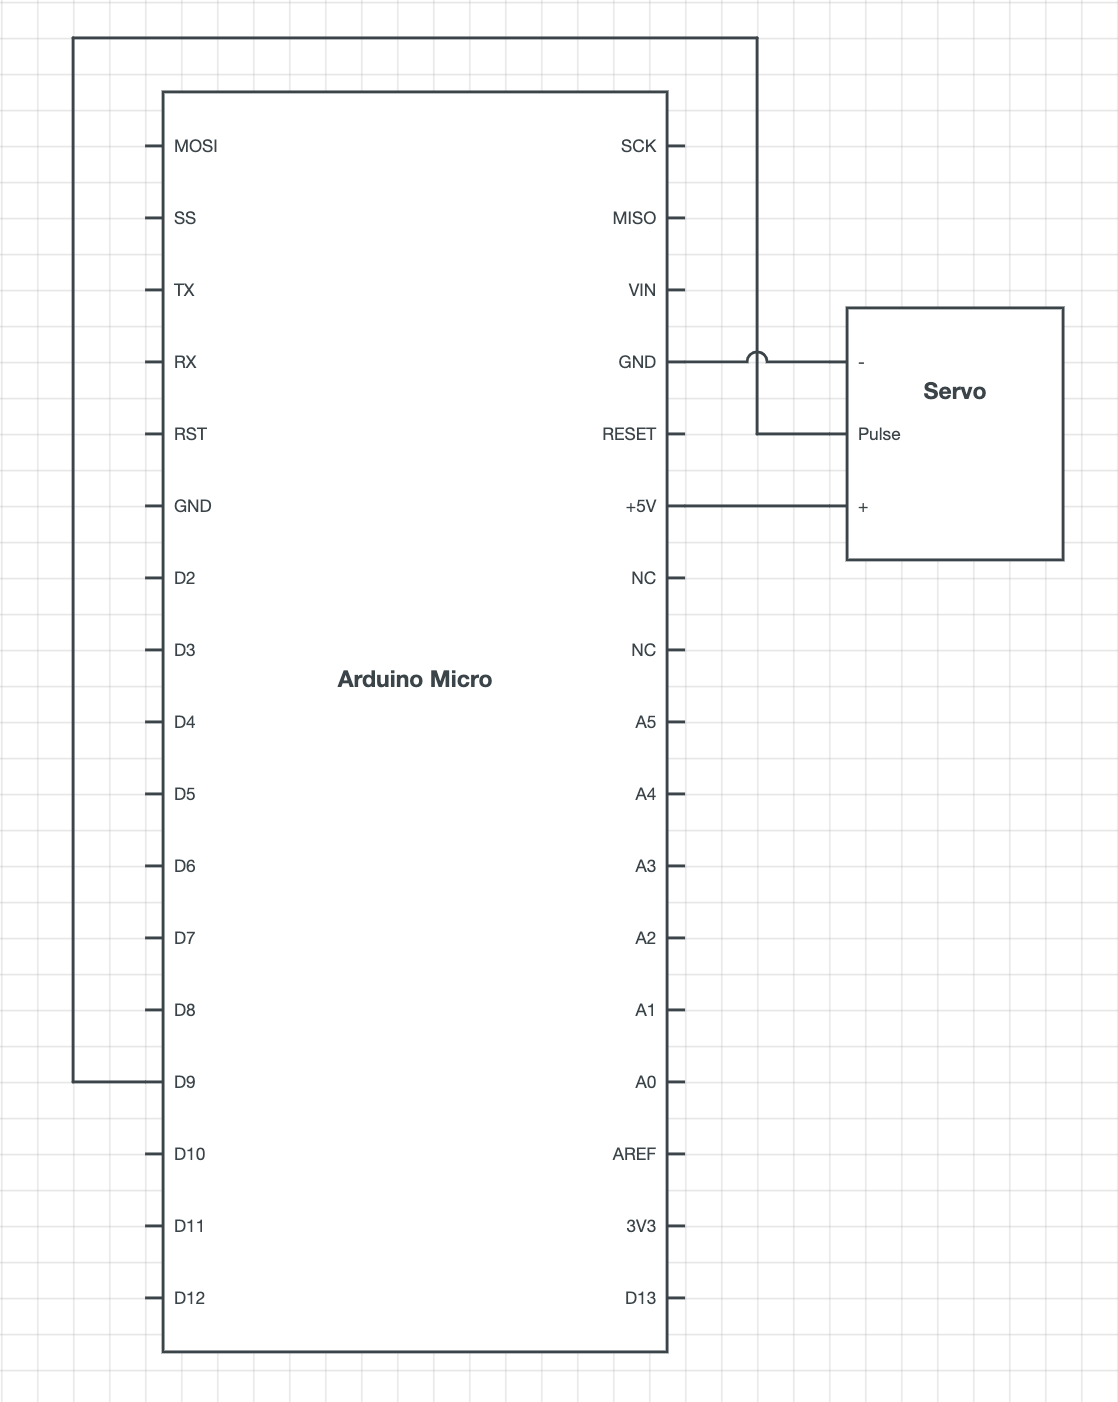 MOSI
SCK
SS
MISO
TX
VIN
RX
GND
-
Servo
RST
RESET
Pulse
GND
+5V
+
D2
NC
D3
NC
Arduino Micro
D4
A5
D5
A4
D6
A3
D7
A2
D8
A1
D9
A0
D10
AREF
D11
3V3
D12
D13